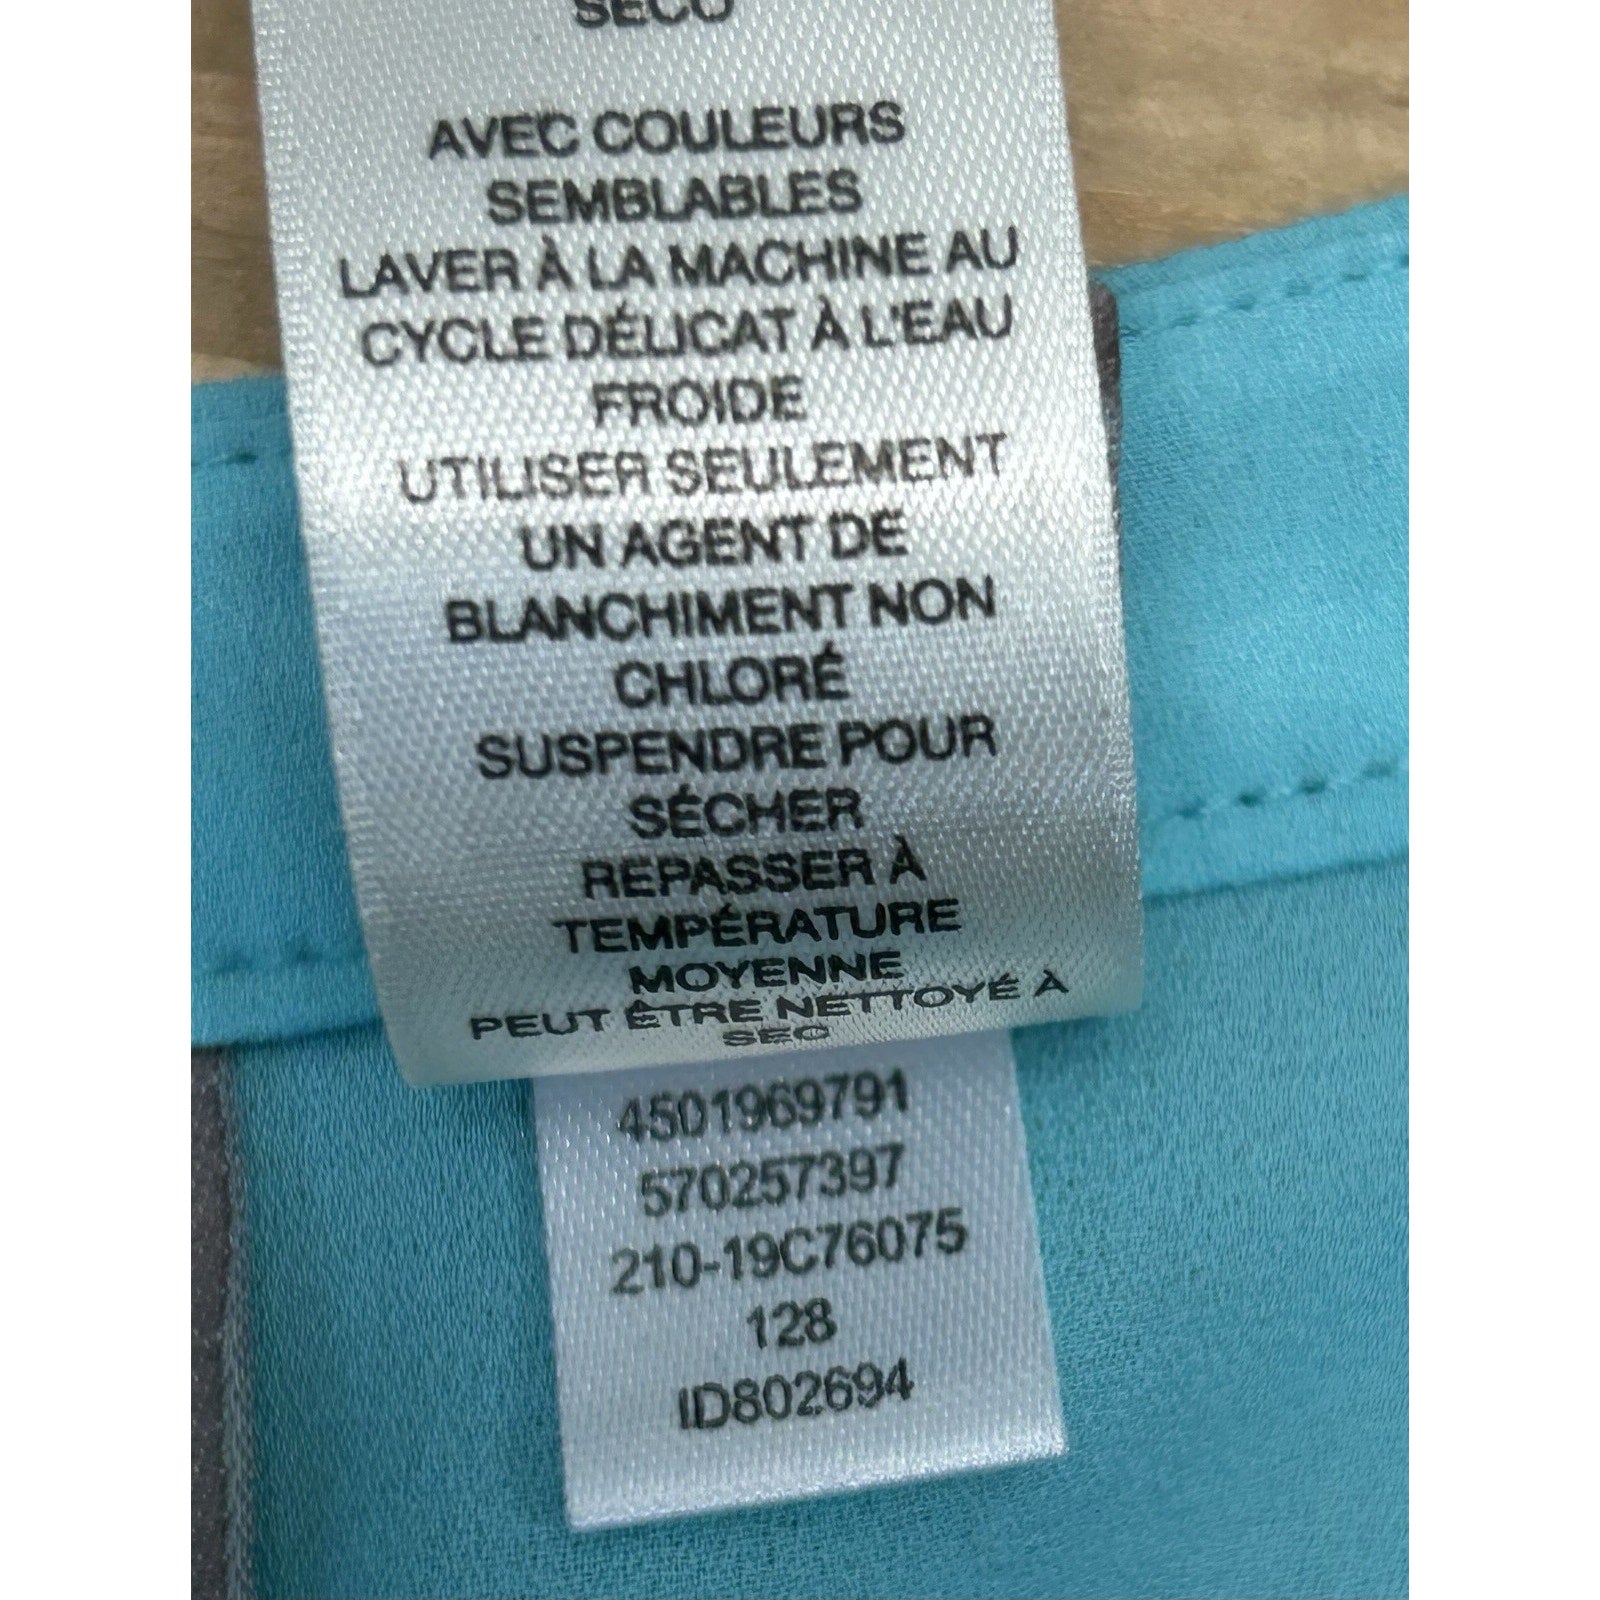 SECO
AVEC COULEURS
SEMBLABLES
LAVER À LA MACHINE AU
CYCLE DÉLICAT À L'EAU
FROIDE
UTILISER SEULEMENT
UN AGENT DE
BLANCHIMENT NON
CHLORÉ
SUSPENDRE POUR
SÉCHER
REPASSER À
TEMPÉRATURE
MOYENNE
PEUT ÊTRE NETTOYÉ À
SEC
4501969791
570257397
210-19C76075
128
ID802694